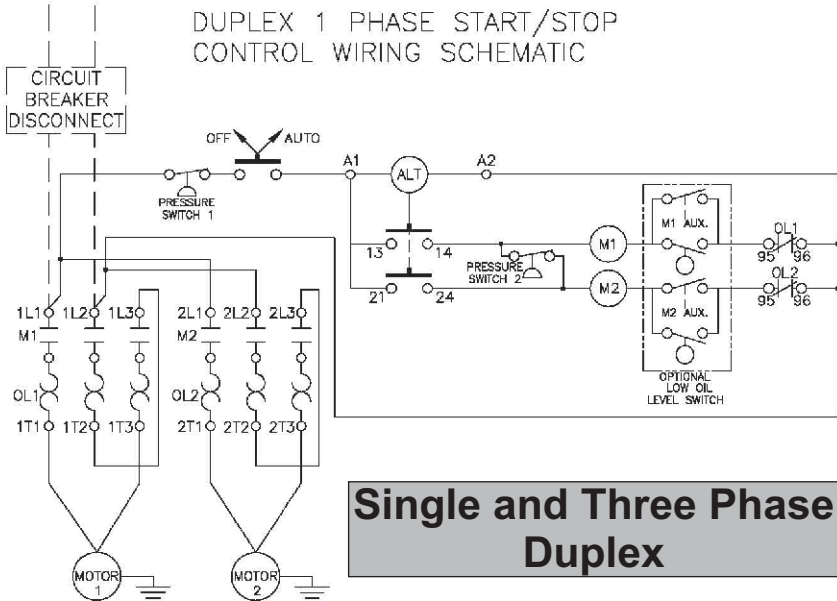 DUPLEX 1 PHASE START/STOP
CONTROL WIRING SCHEMATIC
CIRCUIT
BREAKER
DISCONNECT
OFF
AUTO
PRESSURE
SWITCH 1
A1
ALT
A2
13
14
PRESSURE
SWITCH 2
21
24
M1
M2
M1 AUX.
M2 AUX.
OL1
95
96
OL2
95
96
OPTIONAL
LOW OIL
LEVEL SWITCH
1L1
1L2
1L3
2L1
2L2
2L3
M1
M2
OL1
OL2
1T1
1T2
1T3
2T1
2T2
2T3
MOTOR
1
MOTOR
2
Single and Three Phase
Duplex